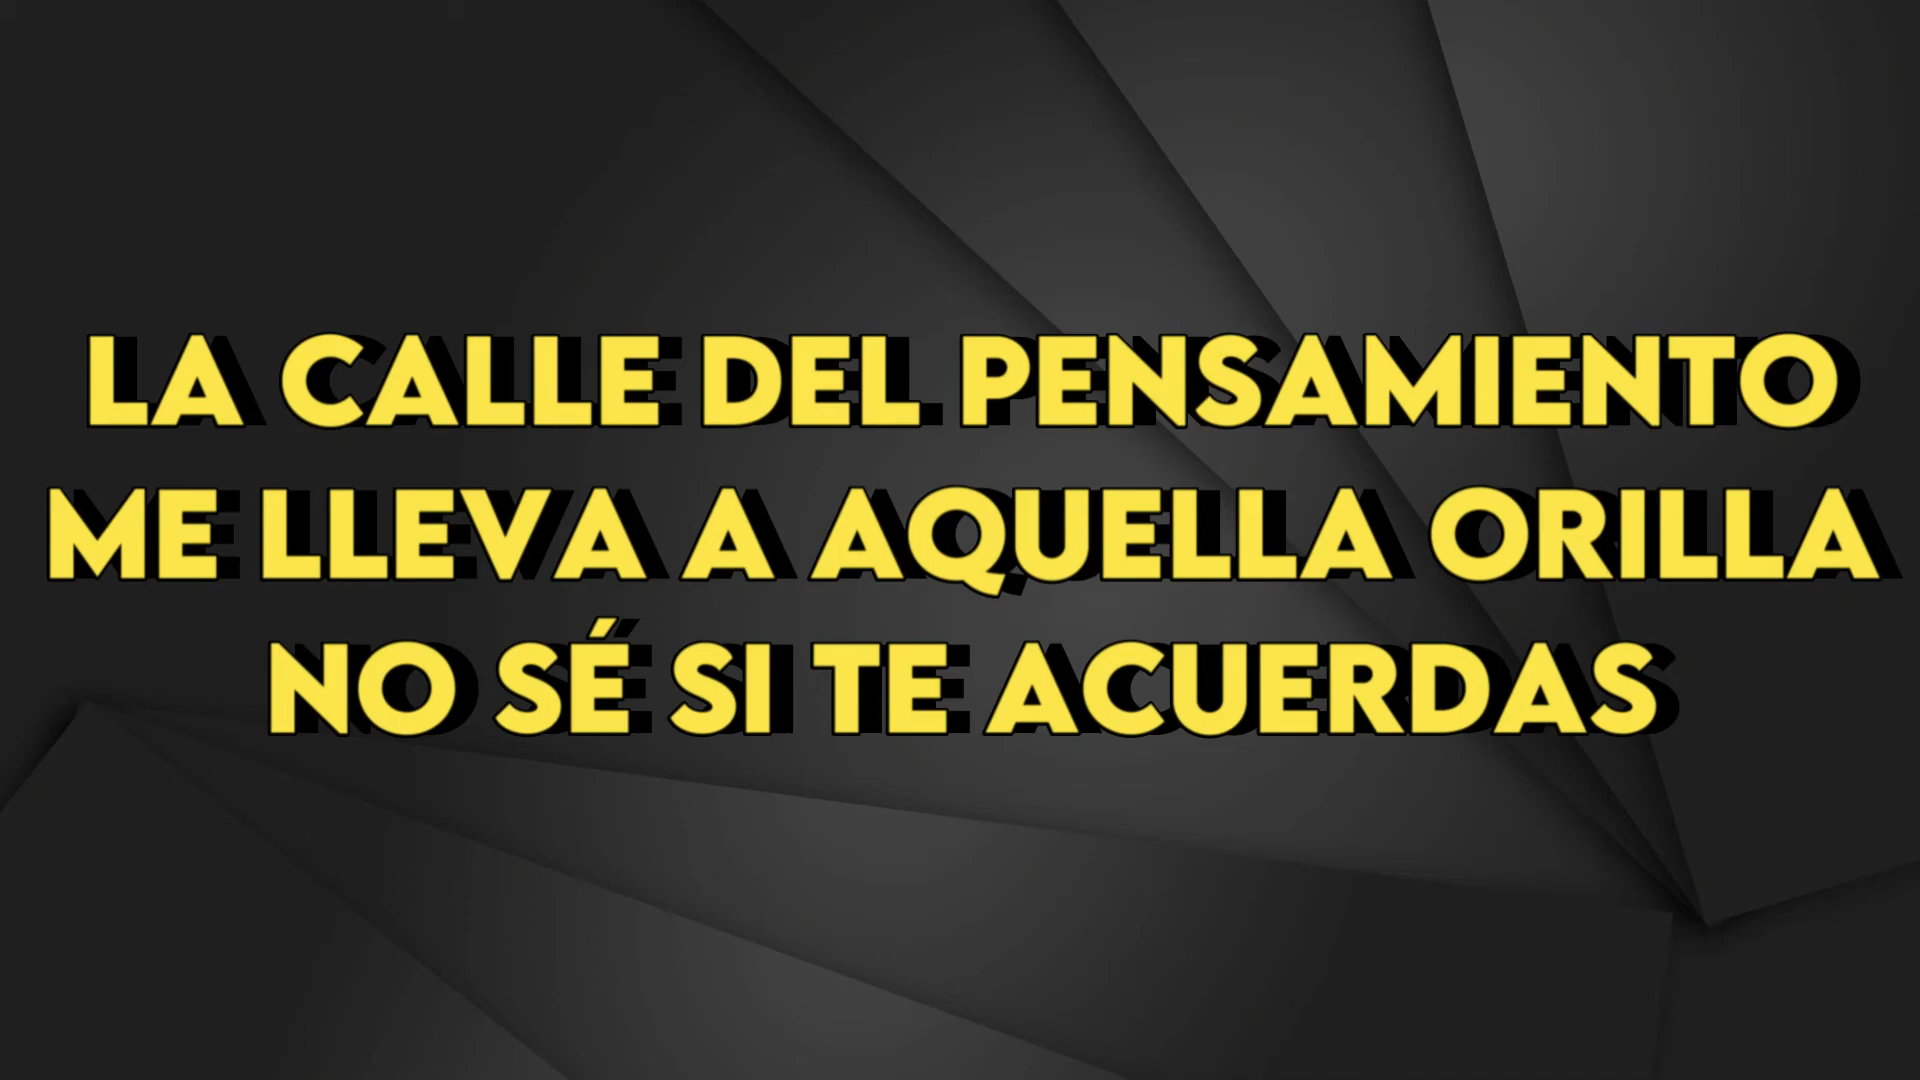 LA CALLE DEL PENSAMIENTO
ME LLEVA A AQUELLA ORILLA
NO SÉ SI TE ACUERDAS